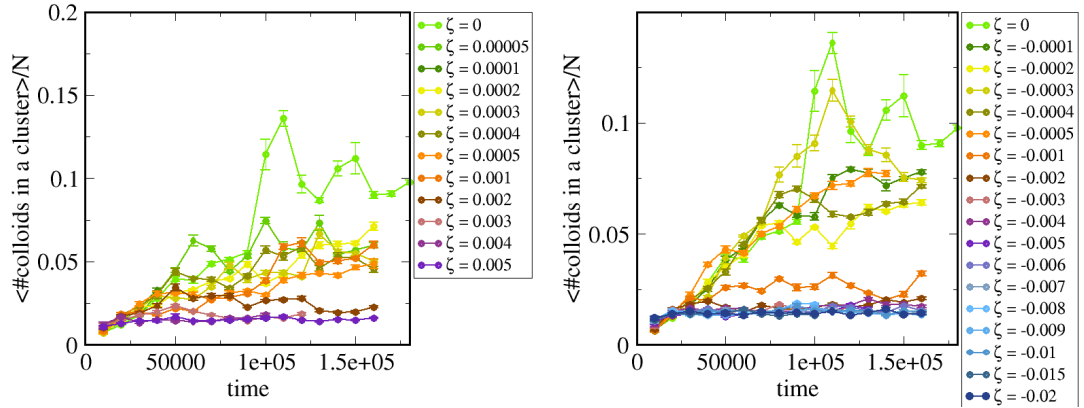 0.2
0.15
0.1
0.05
0
0
50000
1e+05
1.5e+05
time
<#colloids in a cluster>/N
ζ = 0
ζ = 0.00005
ζ = 0.0001
ζ = 0.0002
ζ = 0.0003
ζ = 0.0004
ζ = 0.0005
ζ = 0.001
ζ = 0.002
ζ = 0.003
ζ = 0.004
ζ = 0.005
0.1
0.05
0
0
50000
1e+05
1.5e+05
time
<#colloids in a cluster>/N
ζ = 0
ζ = -0.0001
ζ = -0.0002
ζ = -0.0003
ζ = -0.0004
ζ = -0.0005
ζ = -0.001
ζ = -0.002
ζ = -0.003
ζ = -0.004
ζ = -0.005
ζ = -0.006
ζ = -0.007
ζ = -0.008
ζ = -0.009
ζ = -0.01
ζ = -0.015
ζ = -0.02